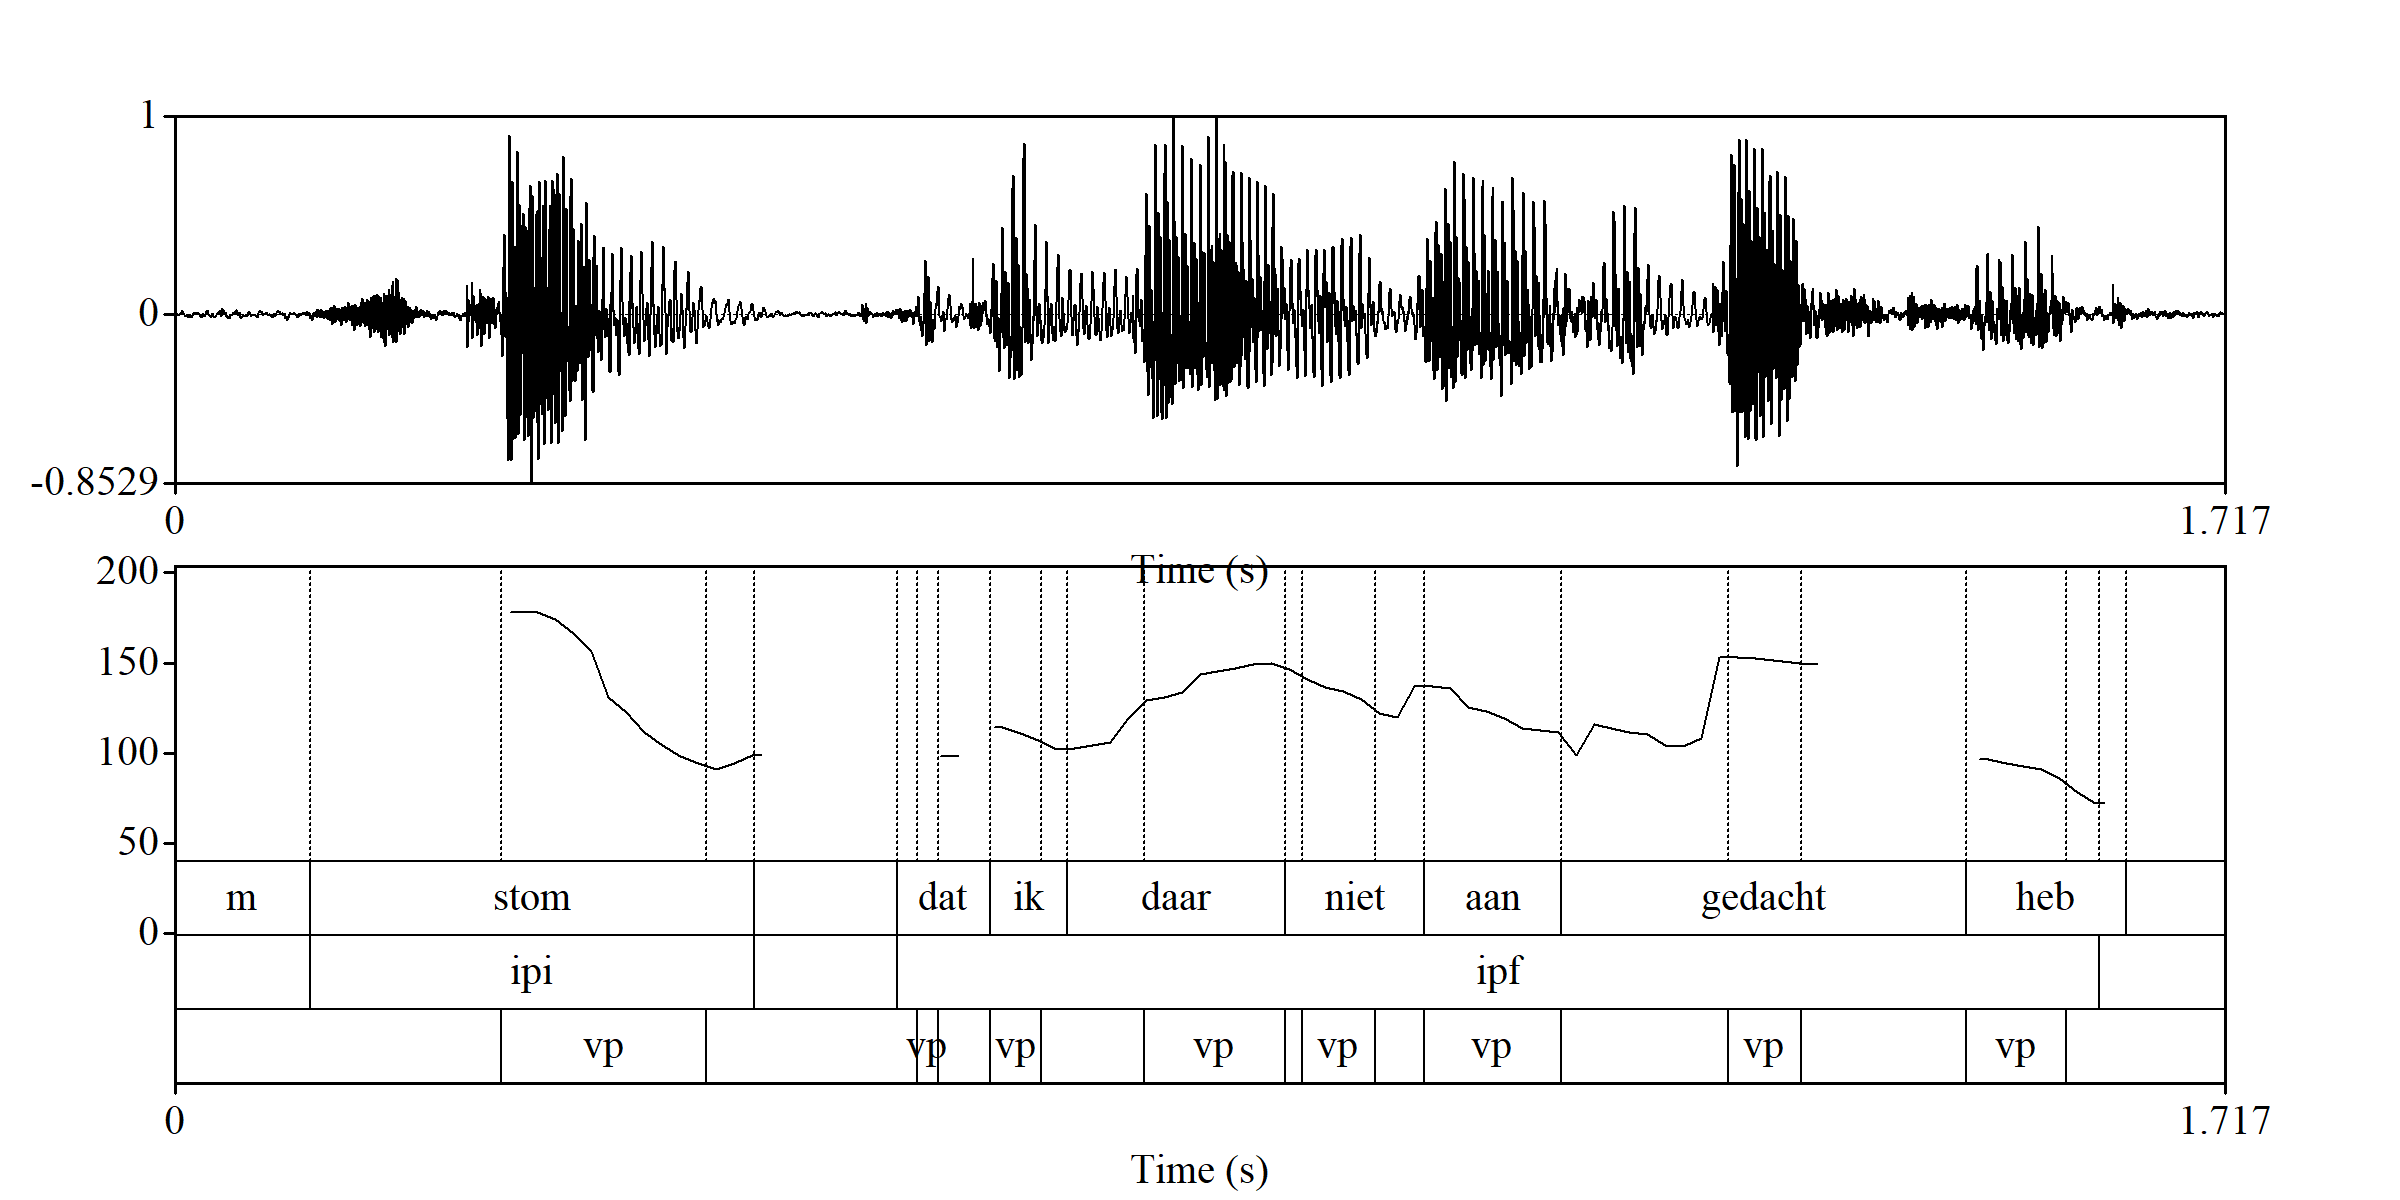 1
0
-0.8529
0 1.717
Time (s)
200
150
100
50
0
m stom dat ik daar niet aan gedacht heb
ipi ipf
vp vp vp vp vp vp vp vp
0 1.717
Time (s)